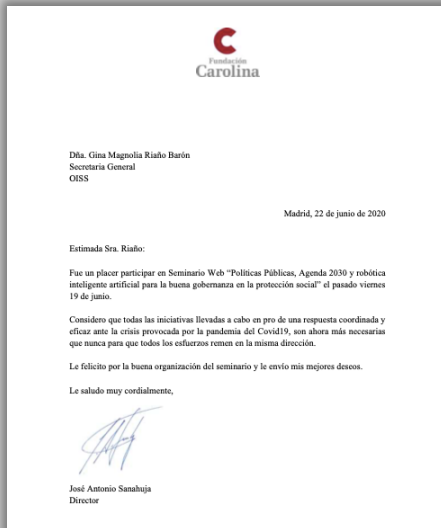 Fundación
Carolina
Dña. Gina Magnolia Riaño Barón
Secretaria General
OISS
Madrid, 22 de junio de 2020
Estimada Sra. Riaño:
Fue un placer participar en Seminario Web “Políticas Públicas, Agenda 2030 y robótica
inteligente artificial para la buena gobernanza en la protección social” el pasado viernes
19 de junio.
Considero que todas las iniciativas llevadas a cabo en pro de una respuesta coordinada y
eficaz ante la crisis provocada por la pandemia del Covid19, son ahora más necesarias
que nunca para que todos los esfuerzos remen en la misma dirección.
Le felicito por la buena organización del seminario y le envío mis mejores deseos.
Le saludo muy cordialmente,
José Antonio Sanahuja
Director